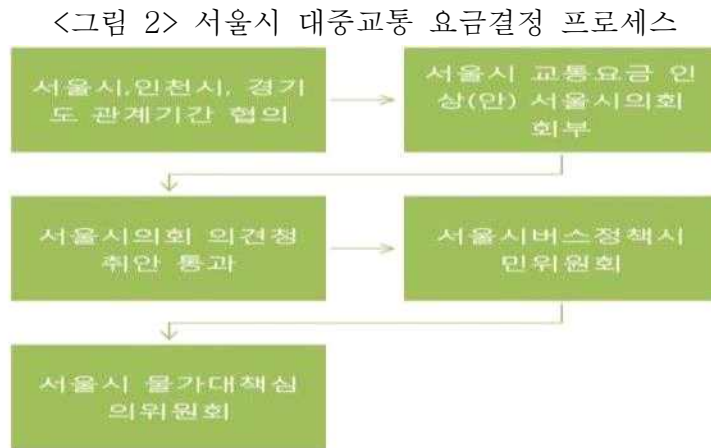 <그림 2> 서울시 대중교통 요금결정 프로세스
서울시,인천시, 경기
도 관계기간 협의
서울시 교통요금 인
상(안) 서울시의회
회부
서울시의회 의견청
취안 통과
서울시버스정책시
민위원회
서울시 물가대책심
의위원회